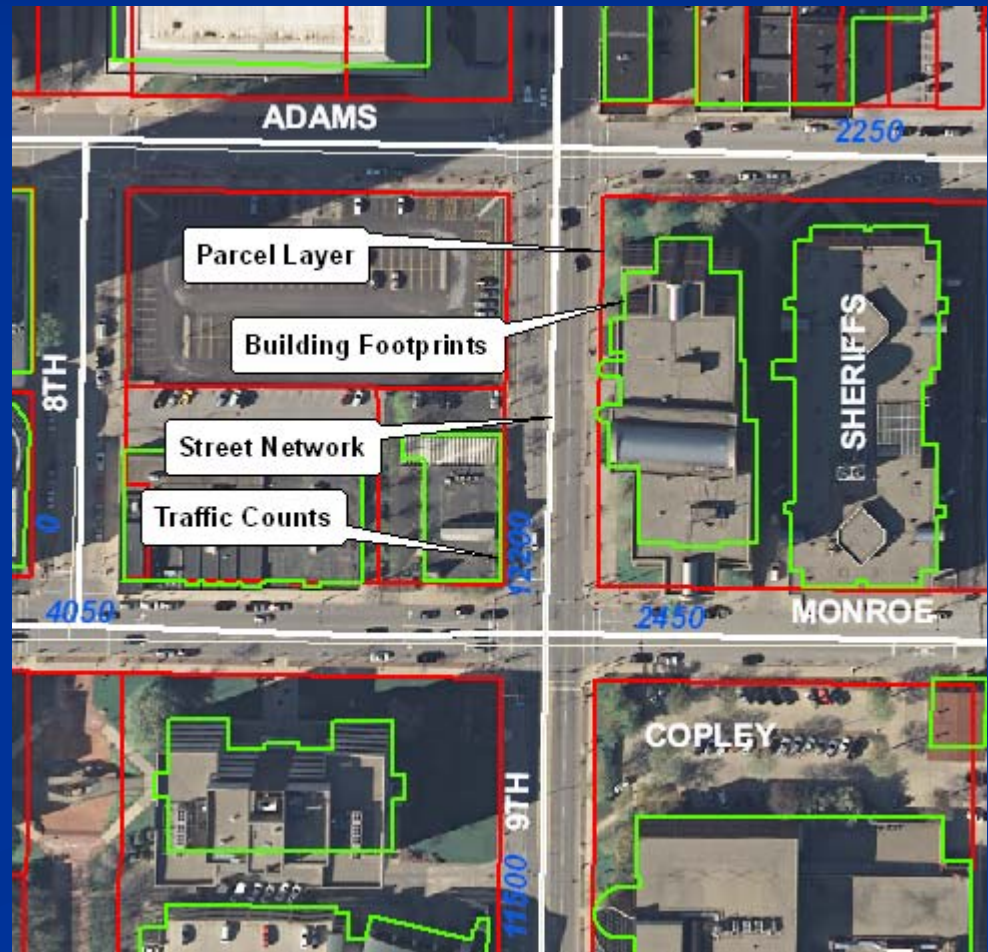 ADAMS
2250
Parcel Layer
Building Footprints
8TH
SHERIFFS
Street Network
Traffic Counts
0
12200
4050
2450
MONROE
COPLEY
9TH